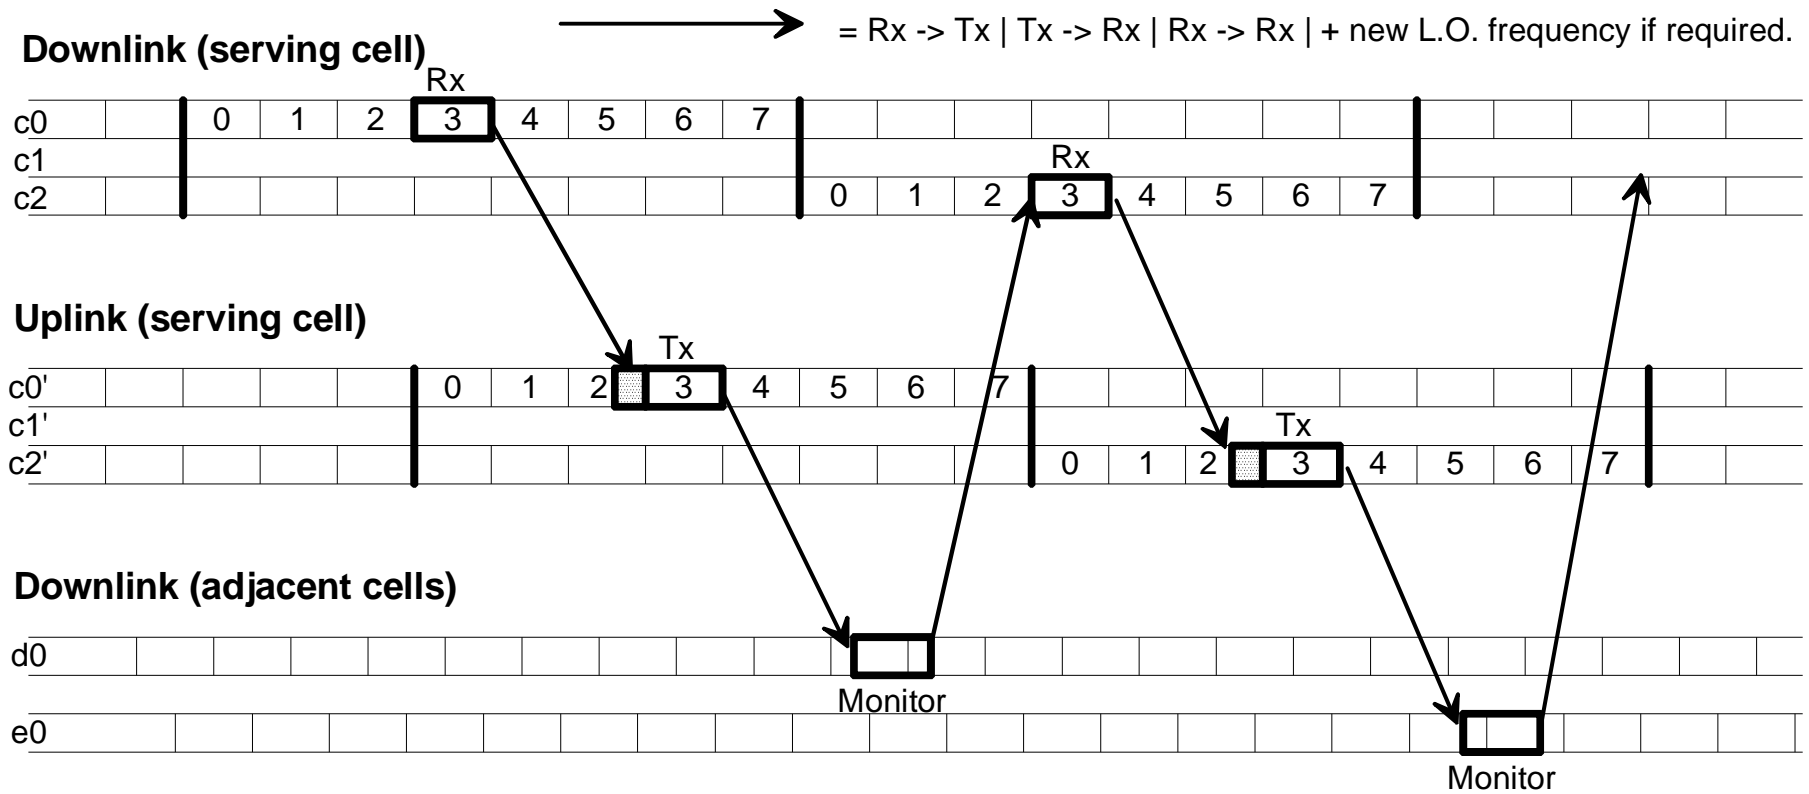 = Rx -> Tx | Tx -> Rx | Rx -> Rx | + new L.O. frequency if required.
Downlink (serving cell)
Rx
c0 0 1 2 3 4 5 6 7
c1
Rx
c2 0 1 2 3 4 5 6 7
Uplink (serving cell)
Tx
c0' 0 1 2 3 4 5 6 7
c1'
Tx
c2' 0 1 2 3 4 5 6 7
Downlink (adjacent cells)
d0
Monitor
e0
Monitor